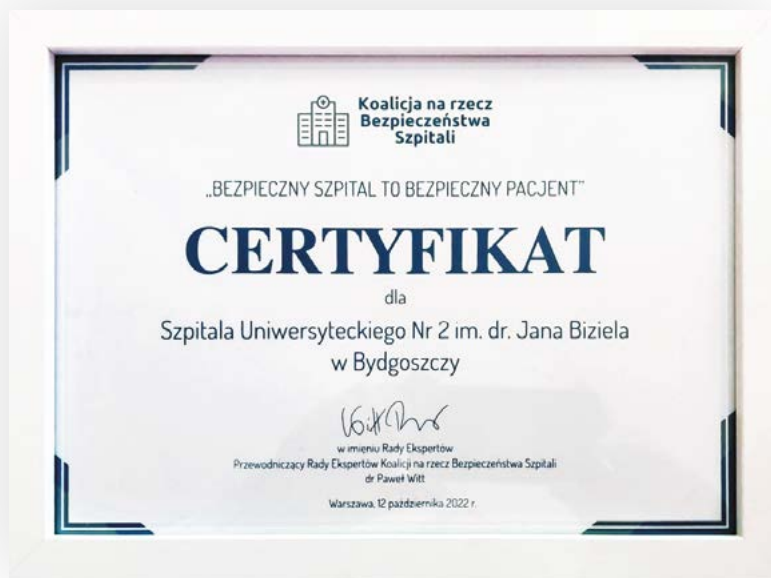 Koalicja na rzecz
Bezpieczeństwa
Szpitali
„BEZPIECZNY SZPITAL TO BEZPIECZNY PACJENT”
CERTYFIKAT
dla
Szpitala Uniwersyteckiego Nr 2 im. dr. Jana Biziela
w Bydgoszczy
w imieniu Rady Ekspertów
Przewodniczący Rady Ekspertów Koalicji na rzecz Bezpieczeństwa Szpitali
dr Paweł Witt
Warszawa, 12 października 2022 r.